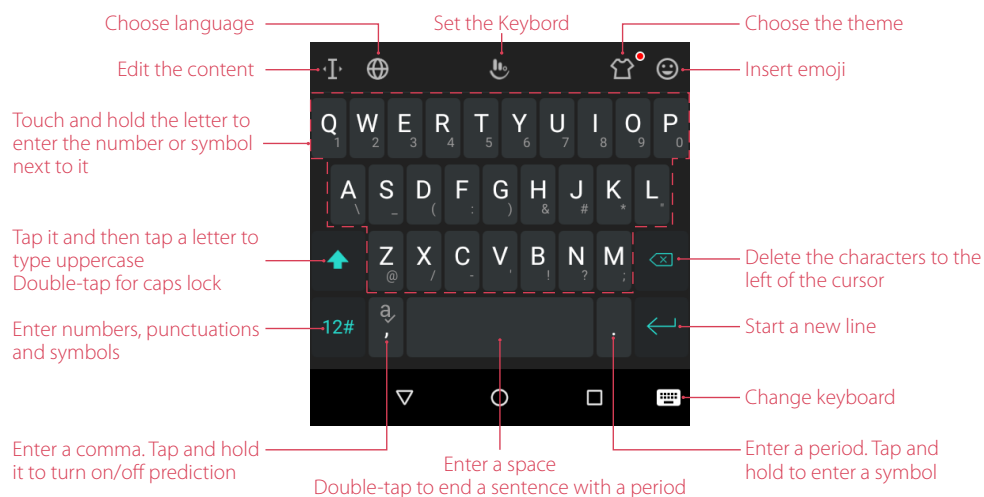 Choose language
Set the Keybord
Choose the theme
Edit the content
Insert emoji
Touch and hold the letter to
enter the number or symbol
next to it
Q W E R T Y U I O P
1 2 3 4 5 6 7 8 9 0
A S D F G H J K L
\ _ ( : ) & # * "
Tap it and then tap a letter to
type uppercase
Double-tap for caps lock
Z X C V B N M
@ / - ' ! ? ;
Delete the characters to the
left of the cursor
Enter numbers, punctuations
and symbols
12# a , .
Start a new line
Change keyboard
Enter a comma. Tap and hold
it to turn on/off prediction
Enter a space
Double-tap to end a sentence with a period
Enter a period. Tap and
hold to enter a symbol